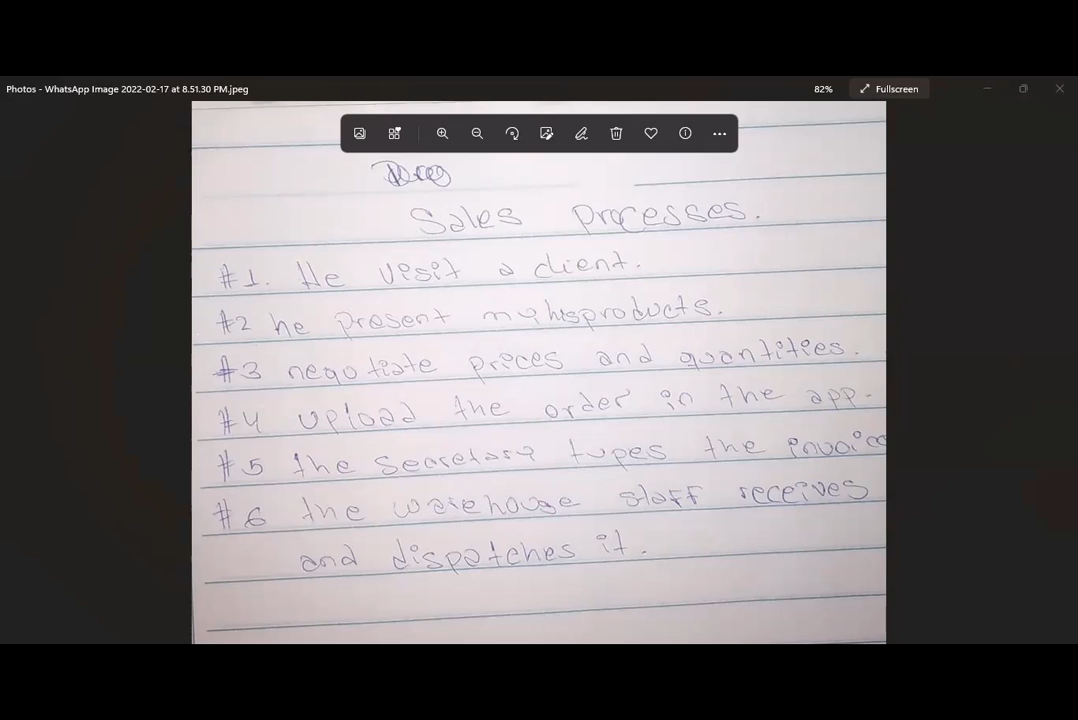 Photos - WhatsApp Image 2022-02-17 at 8.51.30 PM.jpeg
82%
Fullscreen
Sales processes.
#1. He visit a client.
#2 he present his products.
#3 negotiate prices and quantities.
#4 upload the order in the app.
#5 the secretary types the invoice
#6 the warehouse staff receives
and dispatches it.